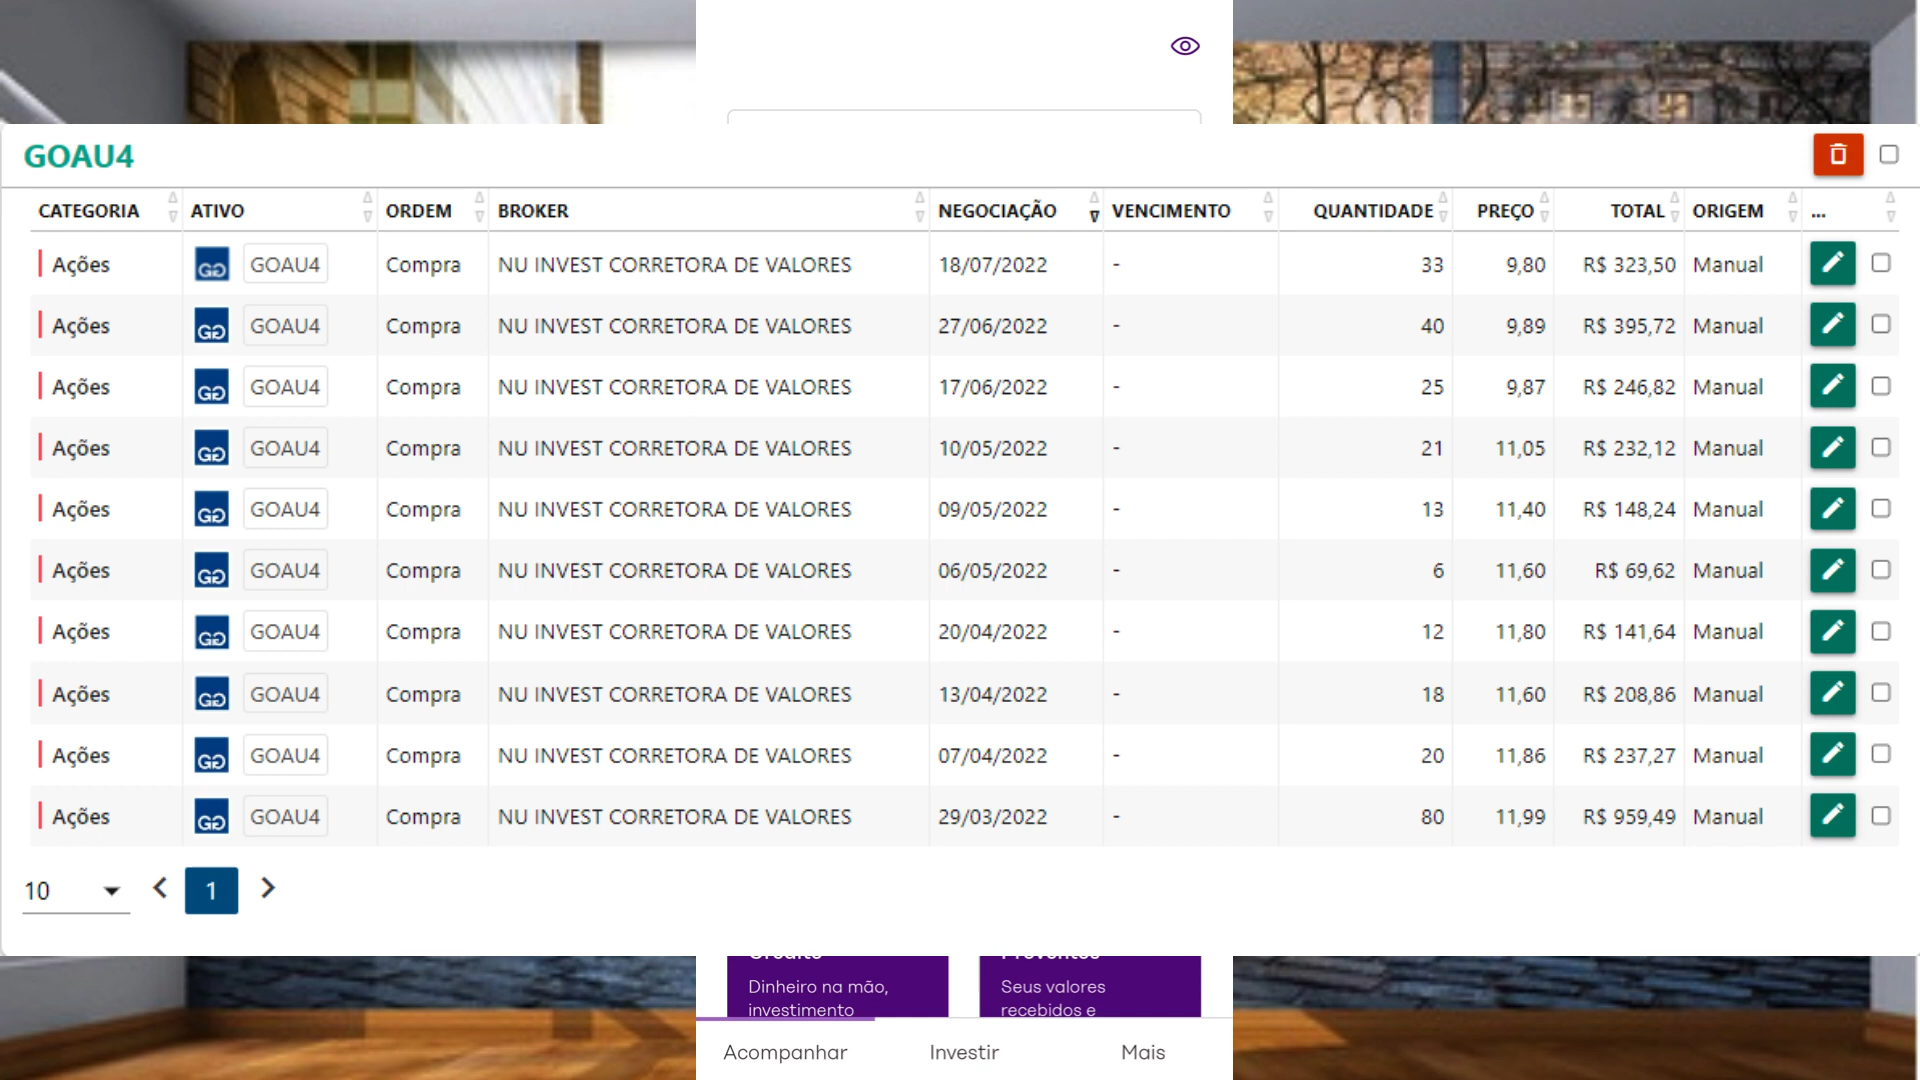 GOAU4
CATEGORIA ATIVO ORDEM BROKER NEGOCIAÇÃO VENCIMENTO QUANTIDADE PREÇO TOTAL ORIGEM ...
Ações GOAU4 Compra NU INVEST CORRETORA DE VALORES 18/07/2022 - 33 9,80 R$ 323,50 Manual
Ações GOAU4 Compra NU INVEST CORRETORA DE VALORES 27/06/2022 - 40 9,89 R$ 395,72 Manual
Ações GOAU4 Compra NU INVEST CORRETORA DE VALORES 17/06/2022 - 25 9,87 R$ 246,82 Manual
Ações GOAU4 Compra NU INVEST CORRETORA DE VALORES 10/05/2022 - 21 11,05 R$ 232,12 Manual
Ações GOAU4 Compra NU INVEST CORRETORA DE VALORES 09/05/2022 - 13 11,40 R$ 148,24 Manual
Ações GOAU4 Compra NU INVEST CORRETORA DE VALORES 06/05/2022 - 6 11,60 R$ 69,62 Manual
Ações GOAU4 Compra NU INVEST CORRETORA DE VALORES 20/04/2022 - 12 11,80 R$ 141,64 Manual
Ações GOAU4 Compra NU INVEST CORRETORA DE VALORES 13/04/2022 - 18 11,60 R$ 208,86 Manual
Ações GOAU4 Compra NU INVEST CORRETORA DE VALORES 07/04/2022 - 20 11,86 R$ 237,27 Manual
Ações GOAU4 Compra NU INVEST CORRETORA DE VALORES 29/03/2022 - 80 11,99 R$ 959,49 Manual
10 1
Dinheiro na mão,
investimento
Seus valores
recebidos e
Acompanhar Investir Mais